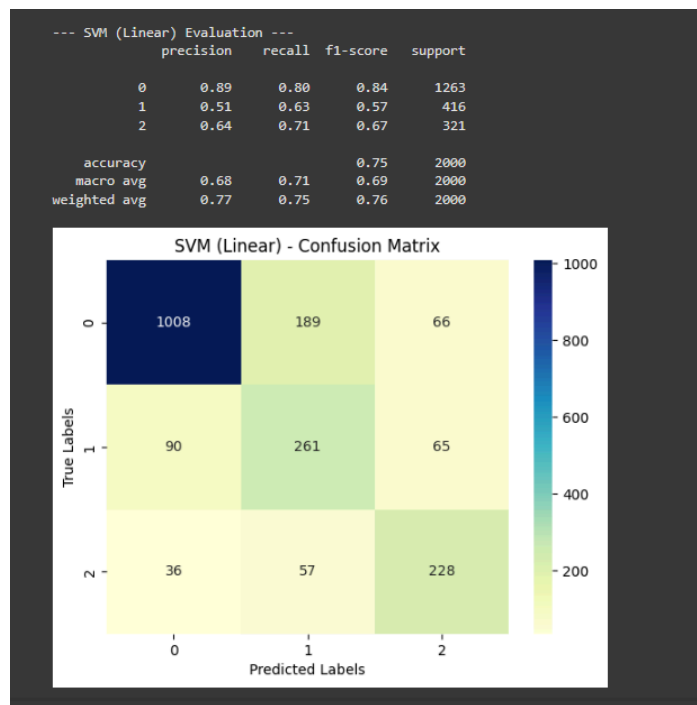 --- SVM (Linear) Evaluation ---
precision recall f1-score support
0 0.89 0.80 0.84 1263
1 0.51 0.63 0.57 416
2 0.64 0.71 0.67 321
accuracy 0.75 2000
macro avg 0.68 0.71 0.69 2000
weighted avg 0.77 0.75 0.76 2000
SVM (Linear) - Confusion Matrix
True Labels
0 1008 189 66
1 90 261 65
2 36 57 228
0 1 2
Predicted Labels
1000
800
600
400
200